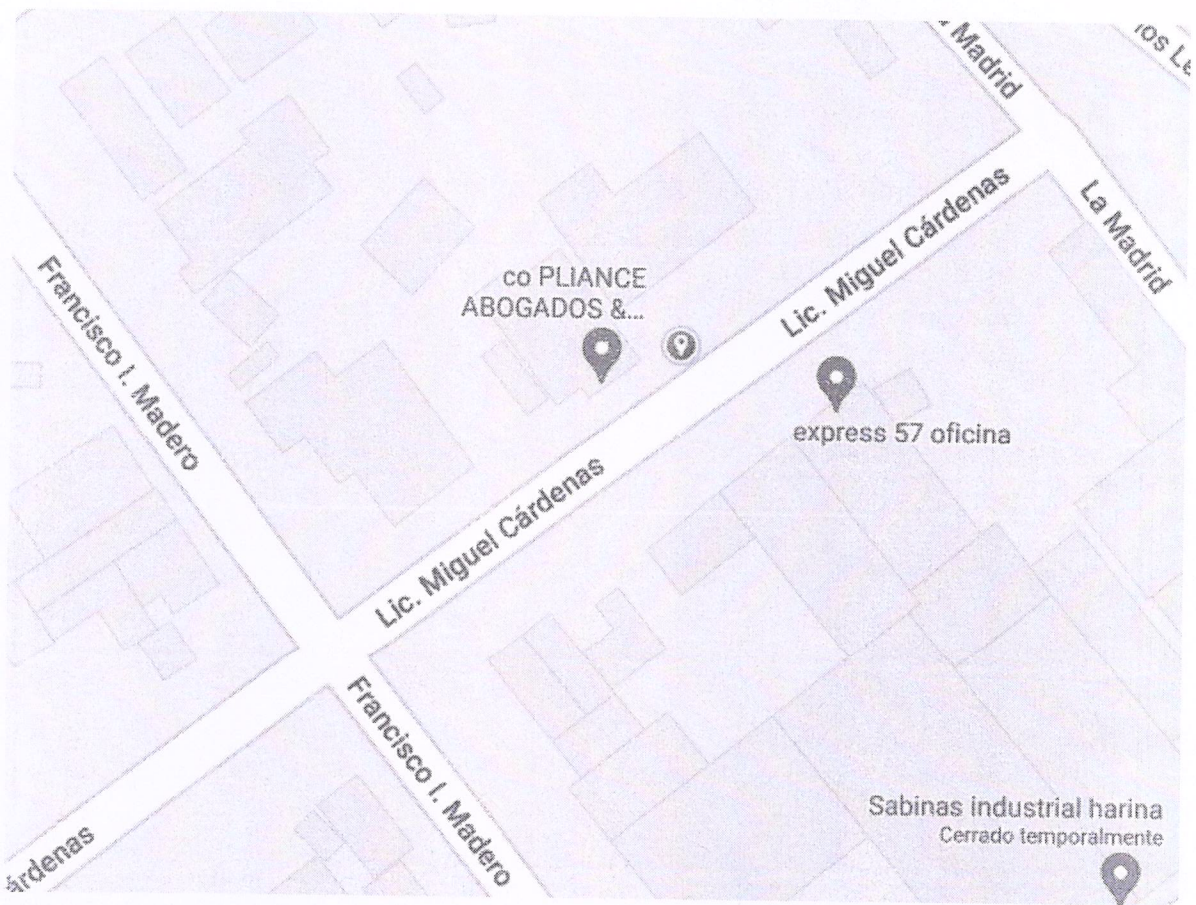 Madrid
los Le
La Madrid
Lic. Miguel Cárdenas
Francisco I. Madero
co PLIANCE
ABOGADOS &...
express 57 oficina
Lic. Miguel Cárdenas
Francisco I. Madero
Sabinas industrial harina
Cerrado temporalmente
árdenas